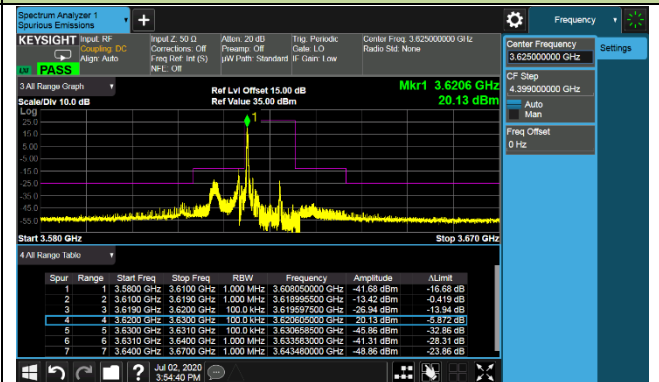 Spectrum Analyzer 1
Spurious Emissions
+
Frequency
KEYSIGHT
Input: RF
Coupling: DC
Align: Auto
Input Z: 50 Ω
Corrections: Off
Freq Ref: Int (S)
NFE: Off
Atten: 20 dB
Preamp: Off
µW Path: Standard
Trig: Periodic
Gate: LO
IF Gain: Low
Center Freq: 3.625000000 GHz
Radio Std: None
PASS
Center Frequency
3.625000000 GHz
Settings
CF Step
4.399000000 GHz
Auto
Man
Freq Offset
0 Hz
3 All Range Graph
Scale/Div 10.0 dB
Ref Lvl Offset 15.00 dB
Ref Value 35.00 dBm
Mkr1 3.6206 GHz
20.13 dBm
Log
25.0
15.0
5.00
-5.00
-15.0
-25.0
-35.0
-45.0
-55.0
1
Start 3.580 GHz
Stop 3.670 GHz
4 All Range Table
Spur Range Start Freq Stop Freq RBW Frequency Amplitude ΔLimit
1 1 3.5800 GHz 3.6100 GHz 1.000 MHz 3.608050000 GHz -41.68 dBm -16.68 dB
2 2 3.6100 GHz 3.6190 GHz 1.000 MHz 3.618995500 GHz -13.42 dBm -0.419 dB
3 3 3.6190 GHz 3.6200 GHz 100.0 kHz 3.619597500 GHz -26.94 dBm -13.94 dB
4 4 3.6200 GHz 3.6300 GHz 100.0 kHz 3.620605000 GHz 20.13 dBm -5.872 dB
5 5 3.6300 GHz 3.6310 GHz 100.0 kHz 3.630658500 GHz -45.86 dBm -32.86 dB
6 6 3.6310 GHz 3.6400 GHz 1.000 MHz 3.633583000 GHz -41.31 dBm -28.31 dB
7 7 3.6400 GHz 3.6700 GHz 1.000 MHz 3.643480000 GHz -48.86 dBm -23.86 dB
?
Jul 02, 2020
3:54:40 PM